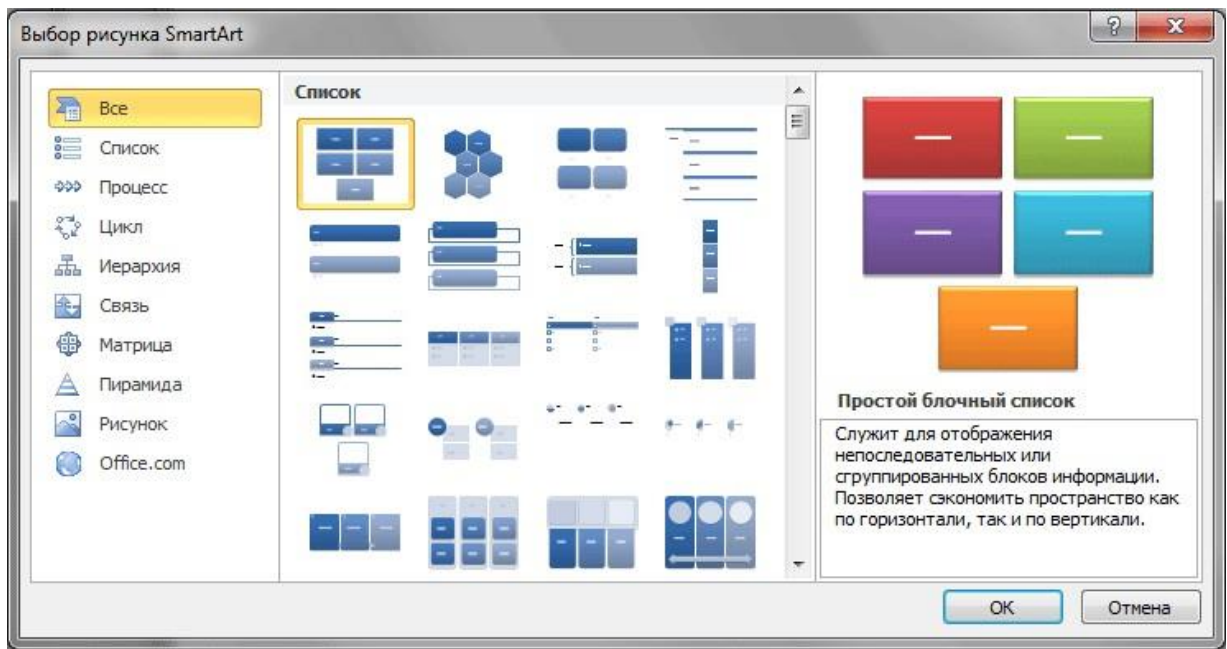 Выбор рисунка SmartArt
Все
Список
Процесс
Цикл
Иерархия
Связь
Матрица
Пирамида
Рисунок
Office.com
Список
Простой блочный список
Служит для отображения
непоследовательных или
сгруппированных блоков информации.
Позволяет сэкономить пространство как
по горизонтали, так и по вертикали.
ОК
Отмена